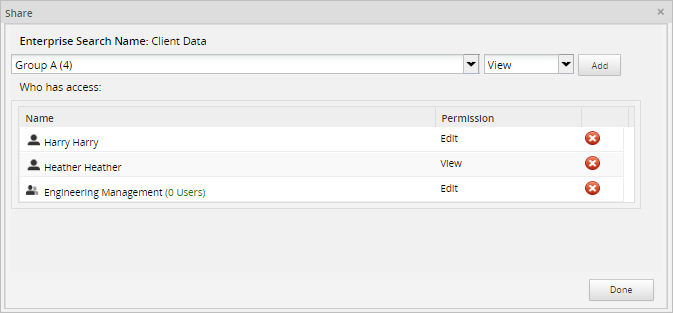 Share
Enterprise Search Name: Client Data
Group A (4) View Add
Who has access:
Name Permission
Harry Harry Edit
Heather Heather View
Engineering Management (0 Users) Edit
Done